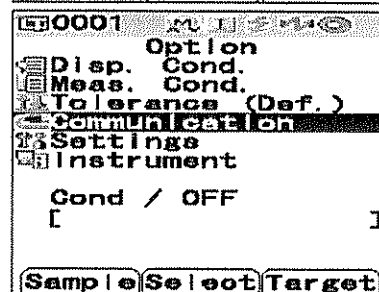 0001
Option
Disp. Cond.
Meas. Cond.
Tolerance (Def.)
Communication
Settings
Instrument
Cond / OFF
[ ]
Sample Select Target